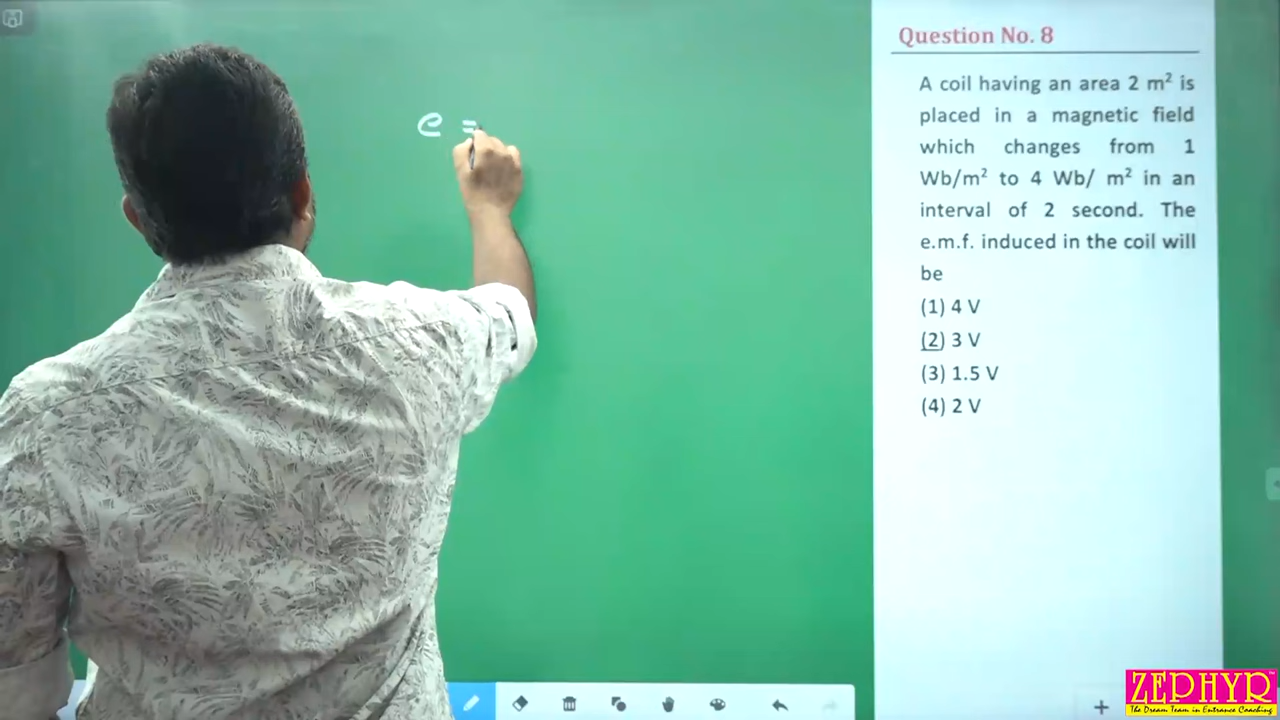 e =
Question No. 8
A coil having an area 2 m² is
placed in a magnetic field
which changes from 1
Wb/m² to 4 Wb/ m² in an
interval of 2 second. The
e.m.f. induced in the coil will
be
(1) 4 V
(2) 3 V
(3) 1.5 V
(4) 2 V
ZEPHYR
The Dream Team in Entrance Coaching